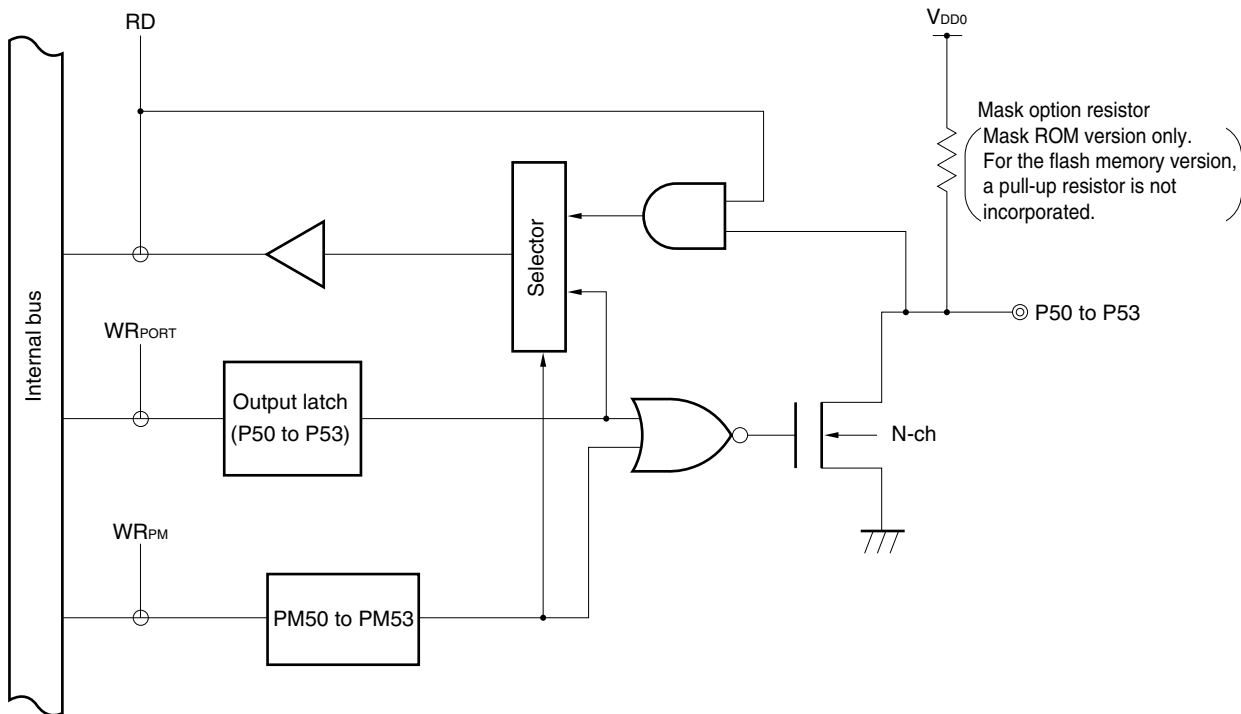 RD
VDD0
Mask option resistor
Mask ROM version only.
For the flash memory version,
a pull-up resistor is not
incorporated.
Selector
Internal bus
P50 to P53
WRPORT
Output latch
(P50 to P53)
N-ch
WRPM
PM50 to PM53